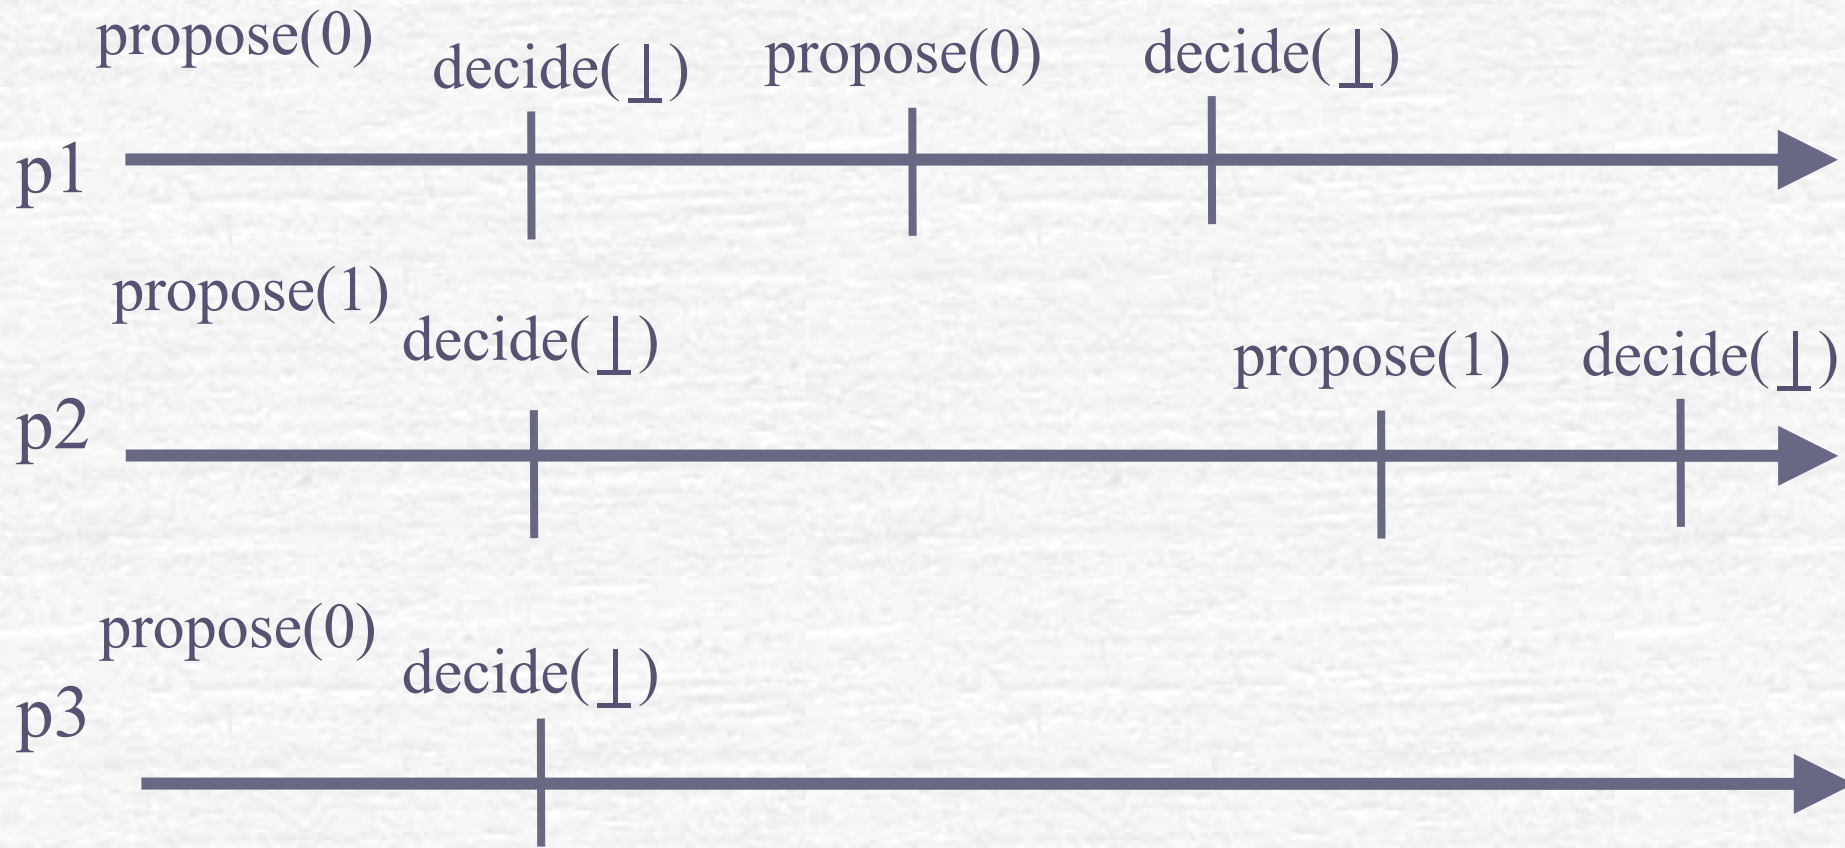 propose(0)
decide(⊥)
propose(0)
decide(⊥)
p1
propose(1)
decide(⊥)
propose(1)
decide(⊥)
p2
propose(0)
decide(⊥)
p3